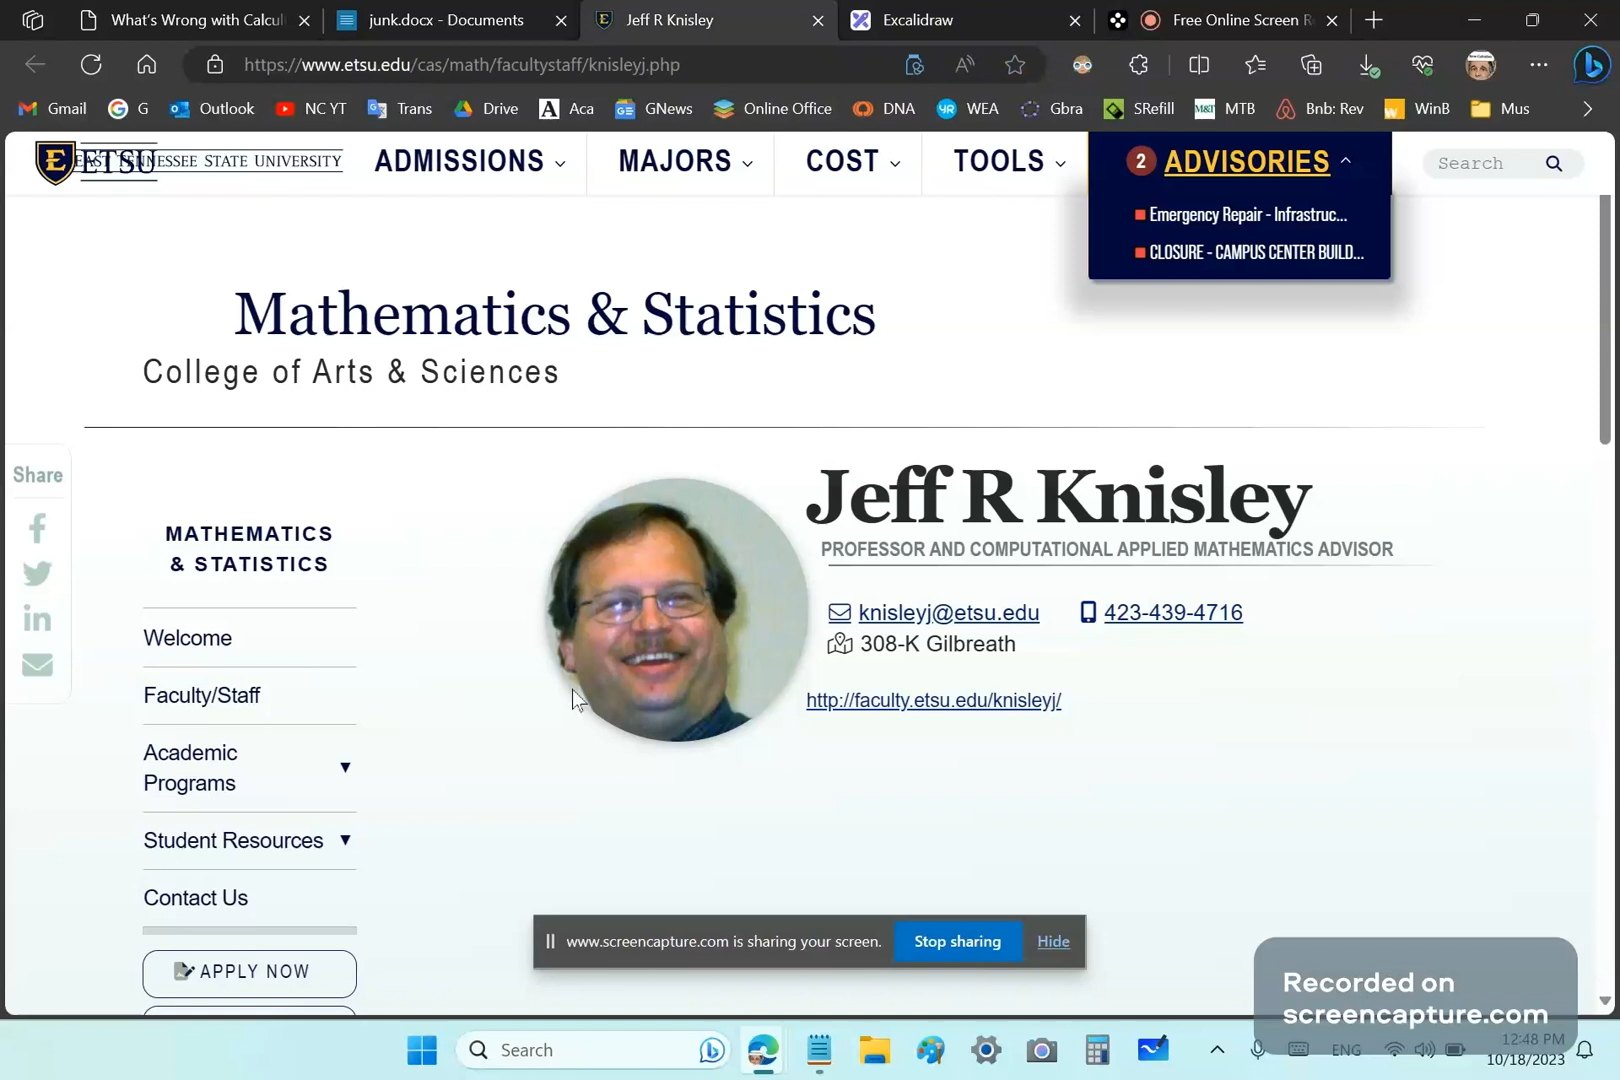 What's Wrong with Calcul
junk.docx - Documents
Jeff R Knisley
Excalidraw
Free Online Screen R
https://www.etsu.edu/cas/math/facultystaff/knisleyj.php
Gmail
G
Outlook
NC YT
Trans
Drive
Aca
GNews
Online Office
DNA
WEA
Gbra
SRefill
MTB
Bnb: Rev
WinB
Mus
ETSU
EAST TENNESSEE STATE UNIVERSITY
ADMISSIONS
MAJORS
COST
TOOLS
2 ADVISORIES
Search
Emergency Repair - Infrastruc...
CLOSURE - CAMPUS CENTER BUILD...
Mathematics & Statistics
College of Arts & Sciences
Share
MATHEMATICS
& STATISTICS
Welcome
Faculty/Staff
Academic
Programs
Student Resources
Contact Us
APPLY NOW
Jeff R Knisley
PROFESSOR AND COMPUTATIONAL APPLIED MATHEMATICS ADVISOR
knisleyj@etsu.edu
423-439-4716
308-K Gilbreath
http://faculty.etsu.edu/knisleyj/
www.screencapture.com is sharing your screen.
Stop sharing
Hide
Recorded on
screencapture.com
Search
ENG
12:48 PM
10/18/2023